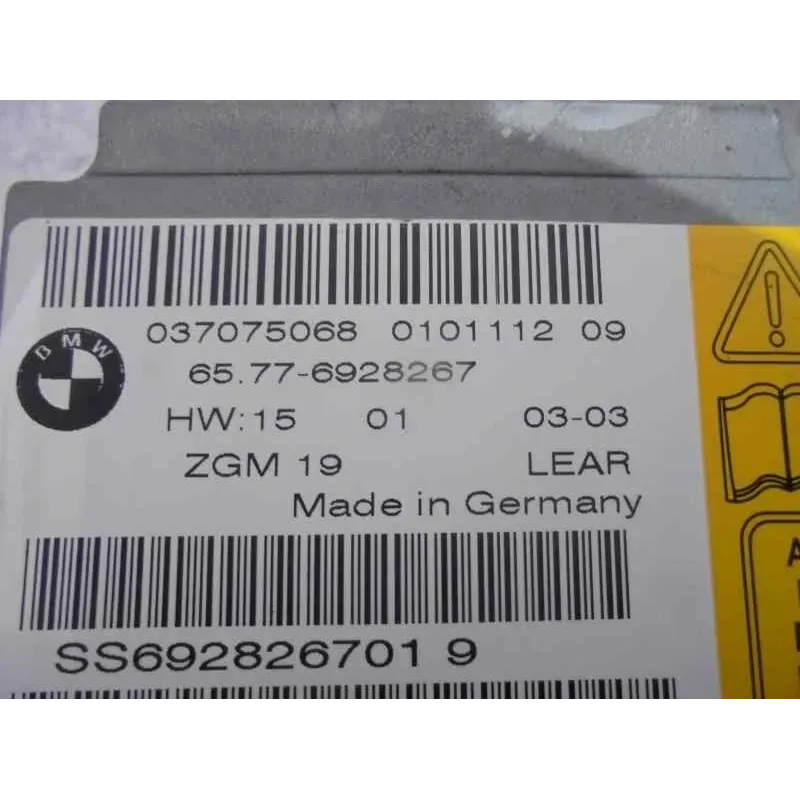 BMW
037075068 0101112 09
65.77-6928267
HW:15 01 03-03
ZGM 19 LEAR
Made in Germany
SS692826701 9